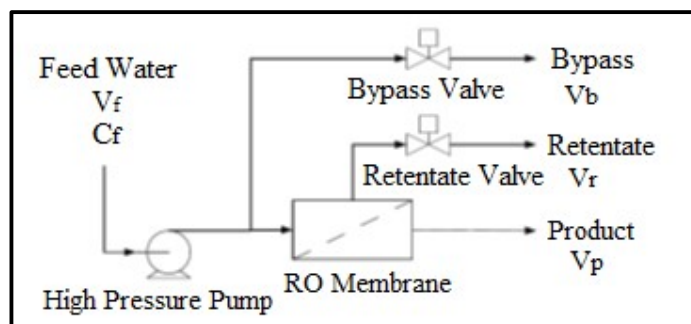 Feed Water
Vf
Cf
High Pressure Pump
Bypass Valve
Bypass
Vb
Retentate Valve
Retentate
Vr
RO Membrane
Product
Vp